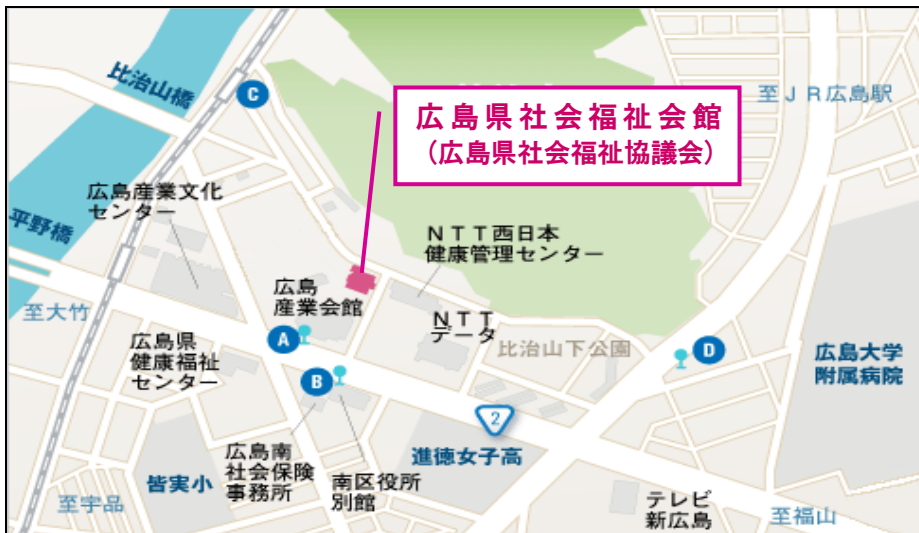 比治山橋
C
至JR広島駅
広島県社会福祉会館
(広島県社会福祉協議会)
広島産業文化
センター
平野橋
NTT西日本
健康管理センター
広島
産業会館
至大竹
NTT
データ
A
比治山下公園
D
広島県
健康福祉
センター
広島大学
附属病院
B
2
広島南
社会保険
事務所
進徳女子高
皆実小
南区役所
別館
至宇品
テレビ
新広島
至福山